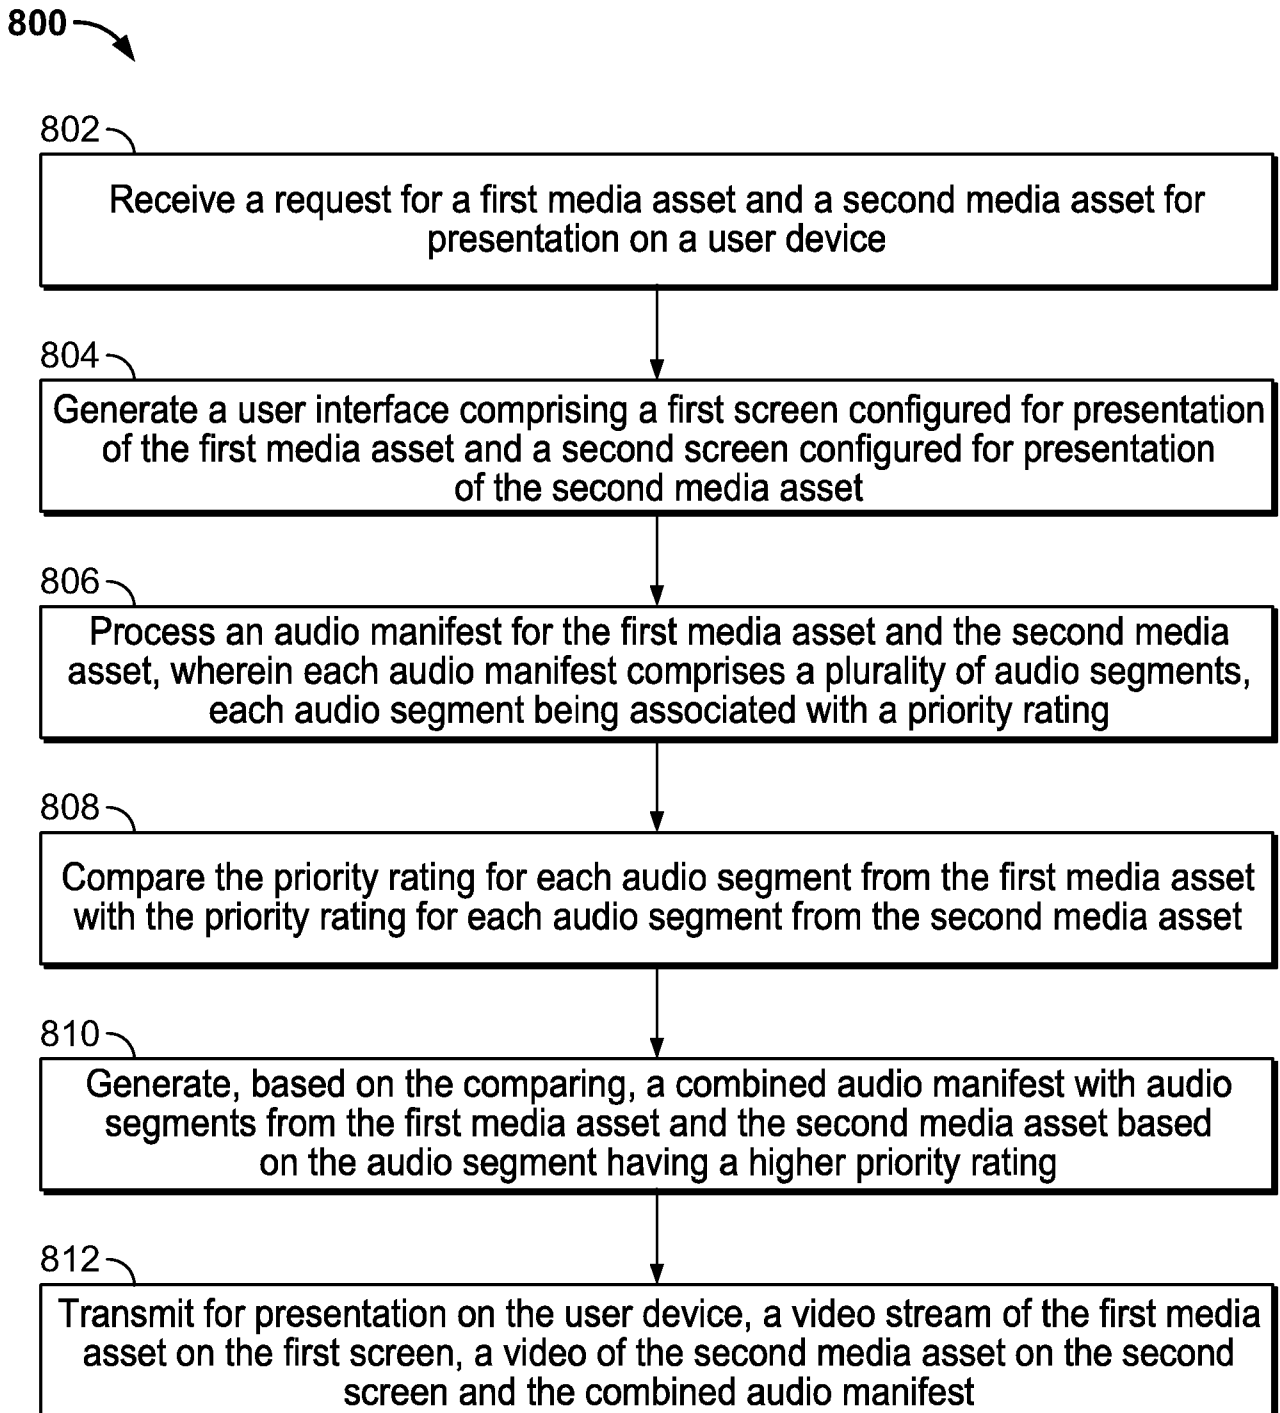 800
802
Receive a request for a first media asset and a second media asset for
presentation on a user device
804
Generate a user interface comprising a first screen configured for presentation
of the first media asset and a second screen configured for presentation
of the second media asset
806
Process an audio manifest for the first media asset and the second media
asset, wherein each audio manifest comprises a plurality of audio segments,
each audio segment being associated with a priority rating
808
Compare the priority rating for each audio segment from the first media asset
with the priority rating for each audio segment from the second media asset
810
Generate, based on the comparing, a combined audio manifest with audio
segments from the first media asset and the second media asset based
on the audio segment having a higher priority rating
812
Transmit for presentation on the user device, a video stream of the first media
asset on the first screen, a video of the second media asset on the second
screen and the combined audio manifest